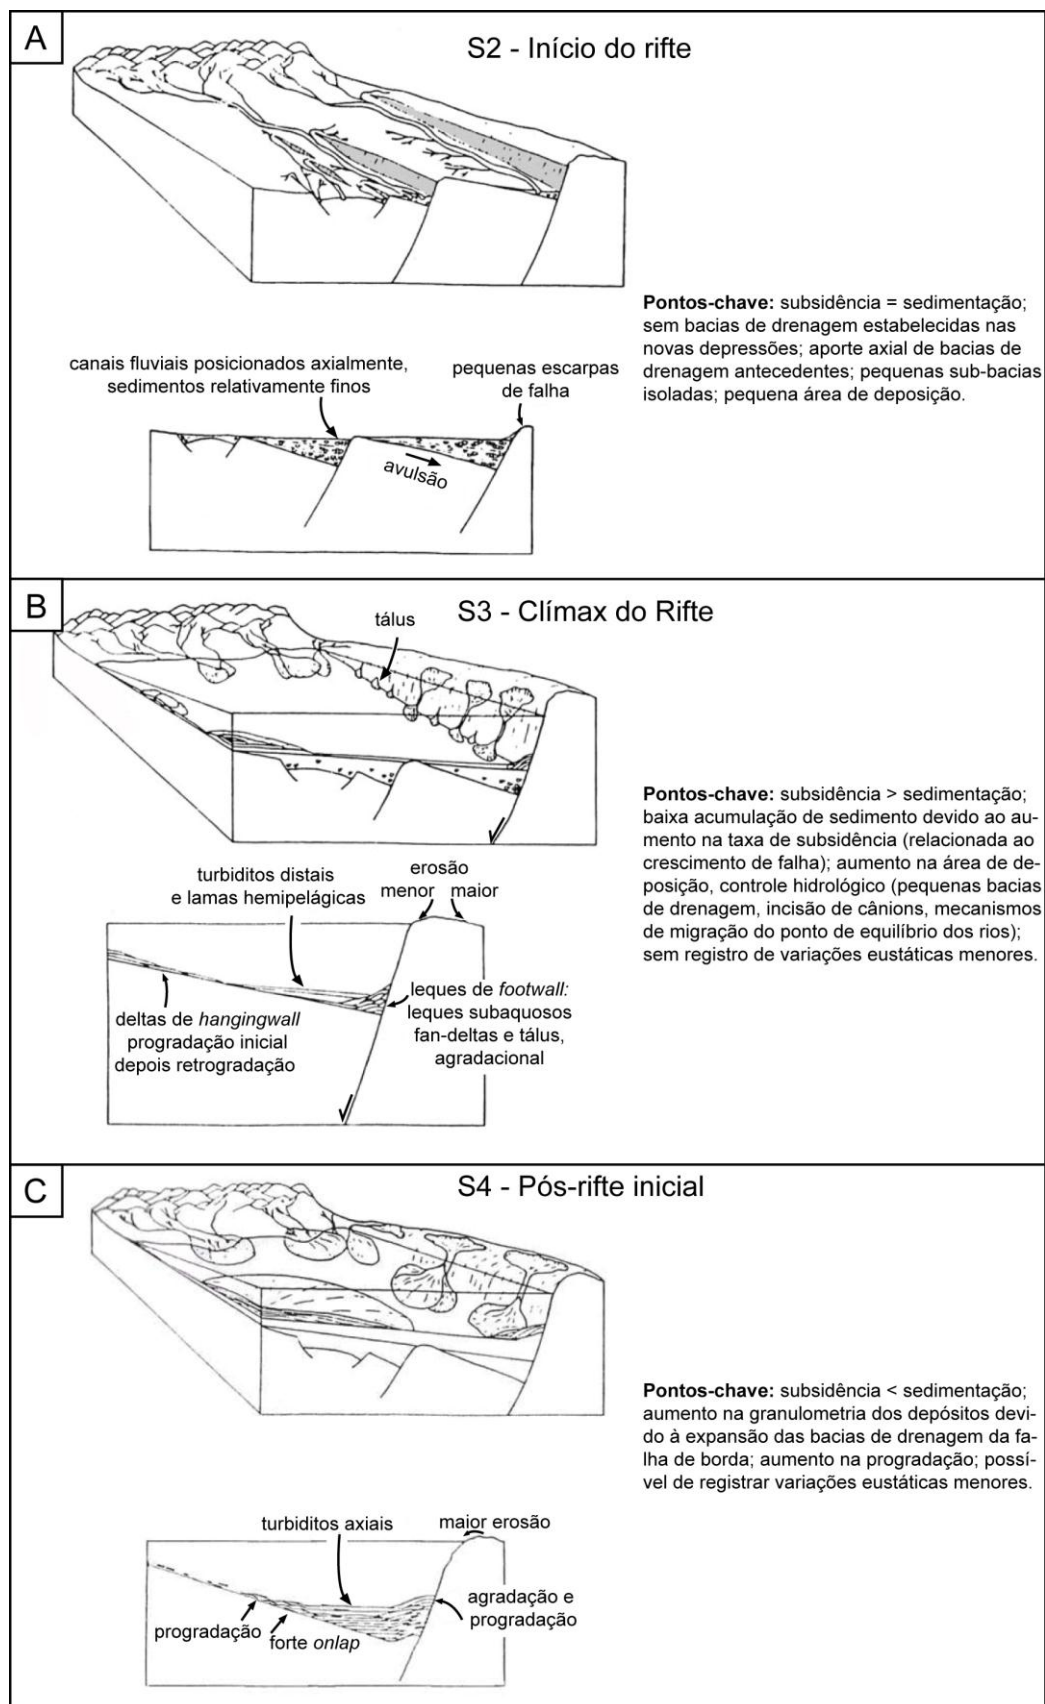 A
S2 - Início do rifte
Pontos-chave: subsidência = sedimentação;
sem bacias de drenagem estabelecidas nas
novas depressões; aporte axial de bacias de
drenagem antecedentes; pequenas sub-bacias
isoladas; pequena área de deposição.
canais fluviais posicionados axialmente,
sedimentos relativamente finos
pequenas escarpas
de falha
avulsão
B
S3 - Clímax do Rifte
tálus
Pontos-chave: subsidência > sedimentação;
baixa acumulação de sedimento devido ao au-
mento na taxa de subsidência (relacionada ao
crescimento de falha); aumento na área de de-
posição, controle hidrológico (pequenas bacias
de drenagem, incisão de cânions, mecanismos
de migração do ponto de equilíbrio dos rios);
sem registro de variações eustáticas menores.
turbiditos distais
e lamas hemipelágicas
erosão
menor maior
deltas de hangingwall
progradação inicial
depois retrogradação
leques de footwall:
leques subaquosos
fan-deltas e tálus,
agradacional
C
S4 - Pós-rifte inicial
Pontos-chave: subsidência < sedimentação;
aumento na granulometria dos depósitos devi-
do à expansão das bacias de drenagem da fa-
lha de borda; aumento na progradação; possí-
vel de registrar variações eustáticas menores.
turbiditos axiais
maior erosão
progradação
forte onlap
agradação e
progradação